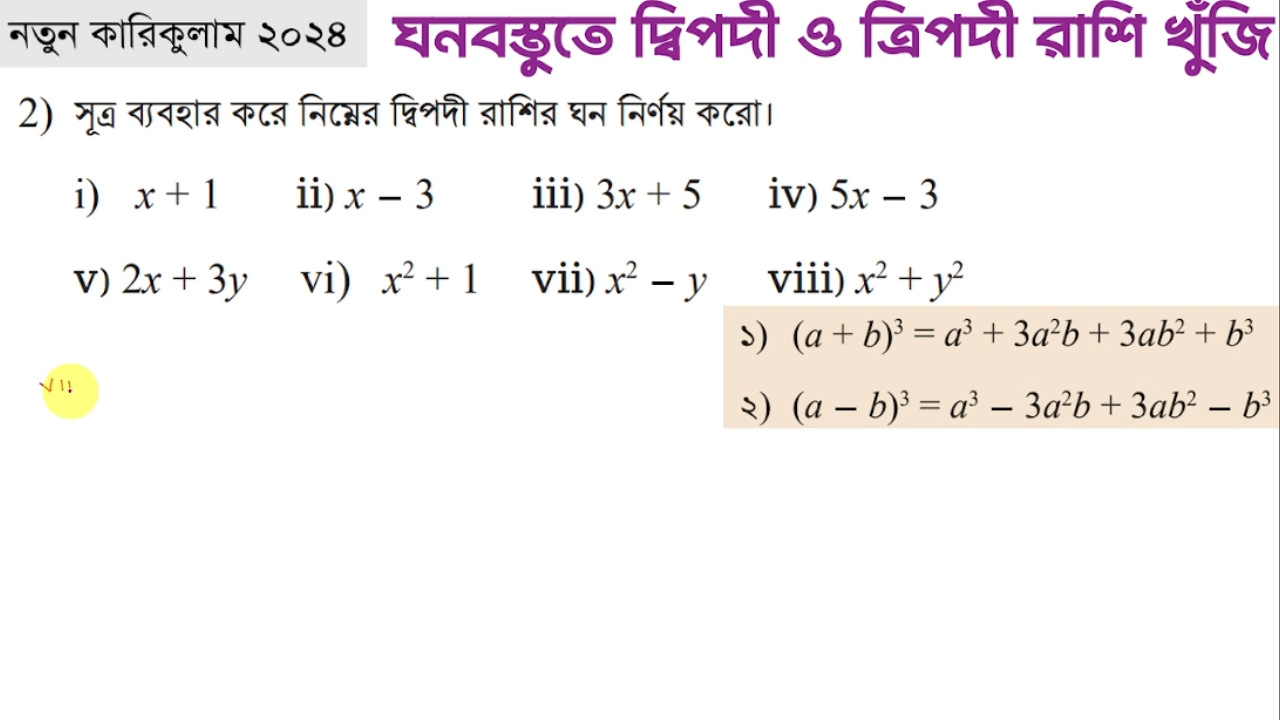 নতুন কারিকুলাম ২০২৪ ঘনবস্তুতে দ্বিপদী ও ত্রিপদী রাশি খুঁজি
2) সূত্র ব্যবহার করে নিম্নের দ্বিপদী রাশির ঘন নির্ণয় করো।
i) x + 1 ii) x – 3 iii) 3x + 5 iv) 5x – 3
v) 2x + 3y vi) x² + 1 vii) x² – y viii) x² + y²
১) (a + b)³ = a³ + 3a²b + 3ab² + b³
vii
২) (a – b)³ = a³ – 3a²b + 3ab² – b³